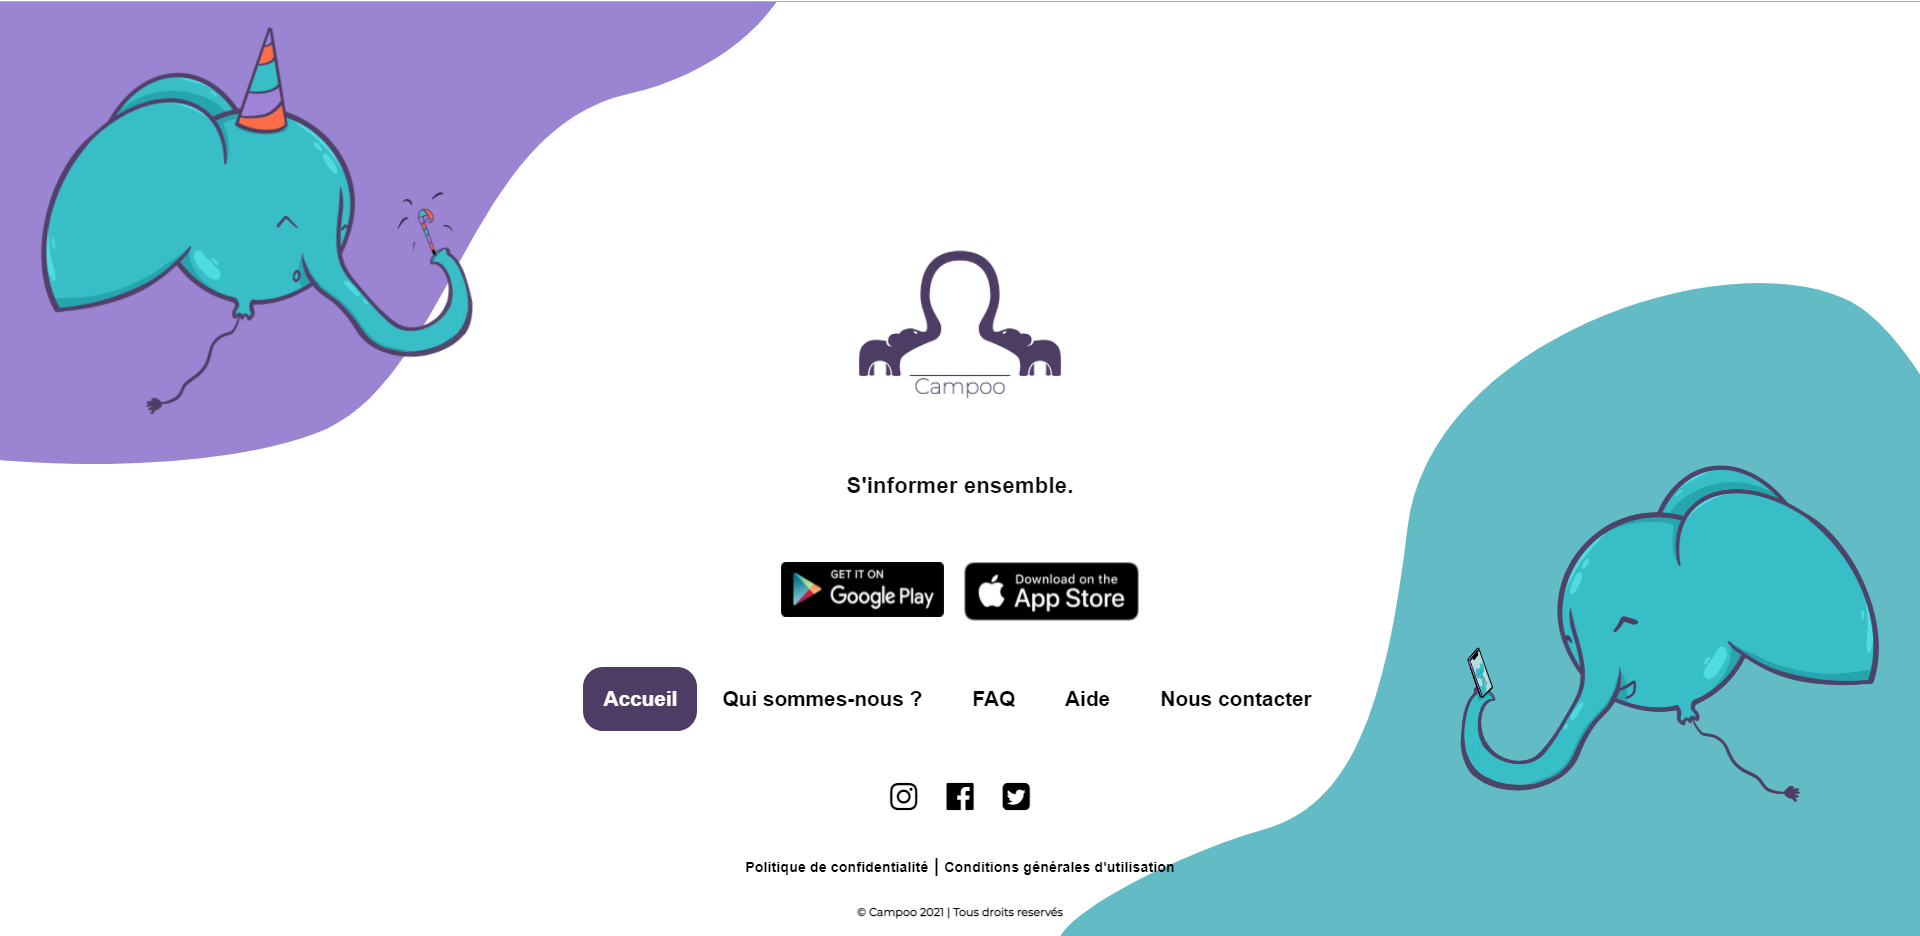 Campoo
S'informer ensemble.
GET IT ON
Google Play
Download on the
App Store
Accueil
Qui sommes-nous ?
FAQ
Aide
Nous contacter
Politique de confidentialité | Conditions générales d'utilisation
© Campoo 2021 | Tous droits reservés